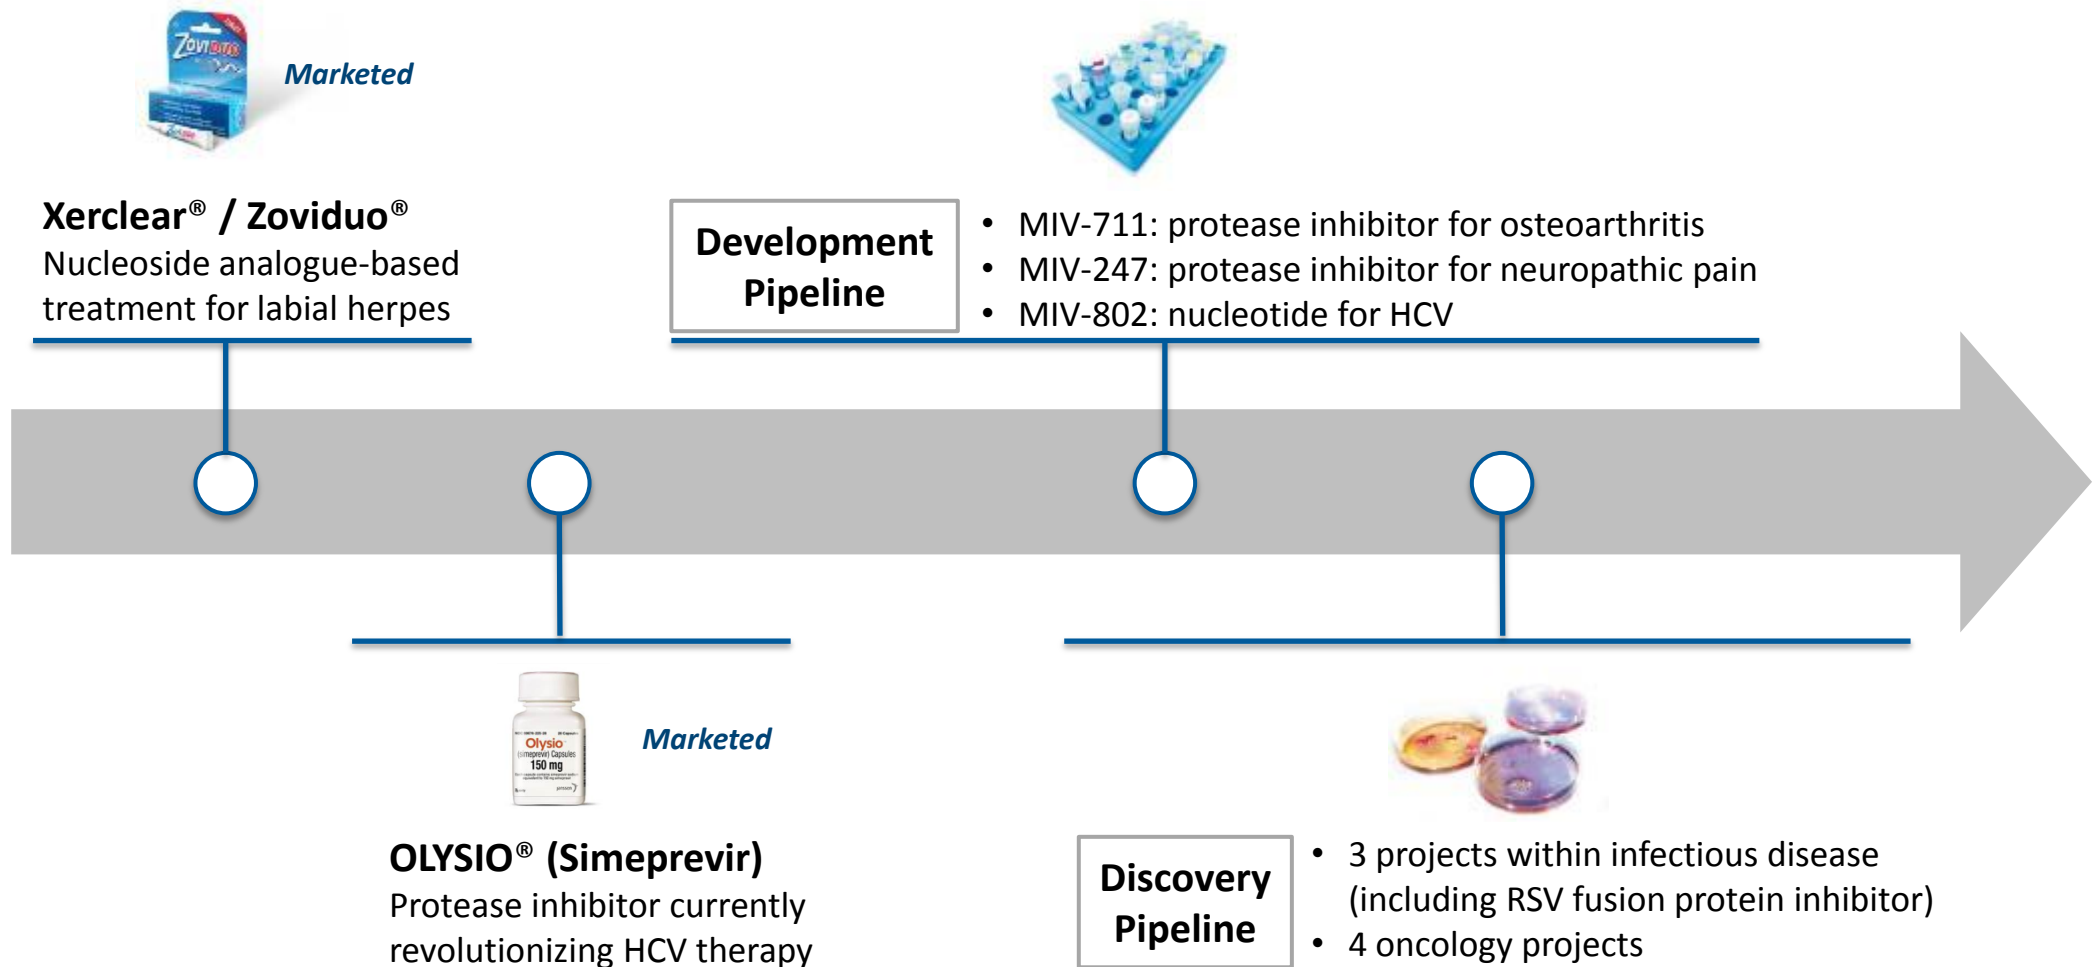 ZOVIDUO
Marketed
Xerclear® / Zoviduo®
Nucleoside analogue-based
treatment for labial herpes
Development
Pipeline
• MIV-711: protease inhibitor for osteoarthritis
• MIV-247: protease inhibitor for neuropathic pain
• MIV-802: nucleotide for HCV
Olysio
(simeprevir) Capsules
150 mg
Marketed
OLYSIO® (Simeprevir)
Protease inhibitor currently
revolutionizing HCV therapy
Discovery
Pipeline
• 3 projects within infectious disease
(including RSV fusion protein inhibitor)
• 4 oncology projects